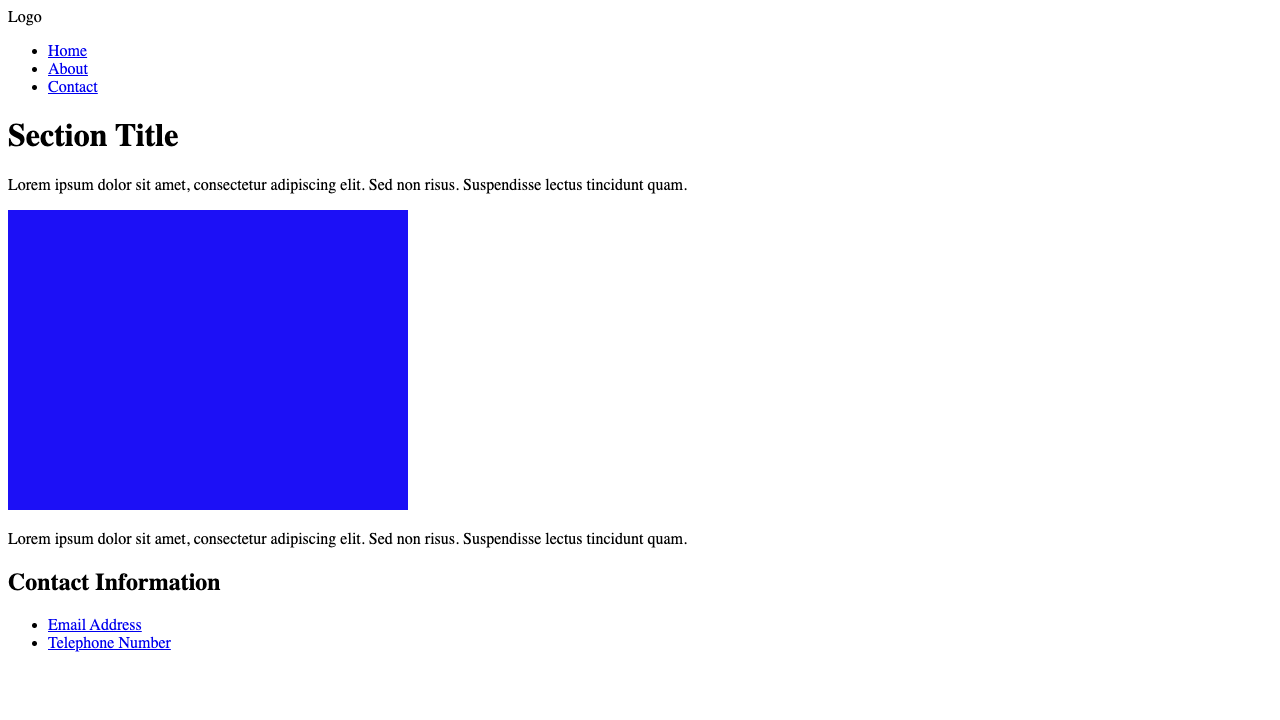 Logo
Home
About
Contact
Section Title
Lorem ipsum dolor sit amet, consectetur adipiscing elit. Sed non risus. Suspendisse lectus tincidunt quam.
Lorem ipsum dolor sit amet, consectetur adipiscing elit. Sed non risus. Suspendisse lectus tincidunt quam.
Contact Information
Email Address
Telephone Number